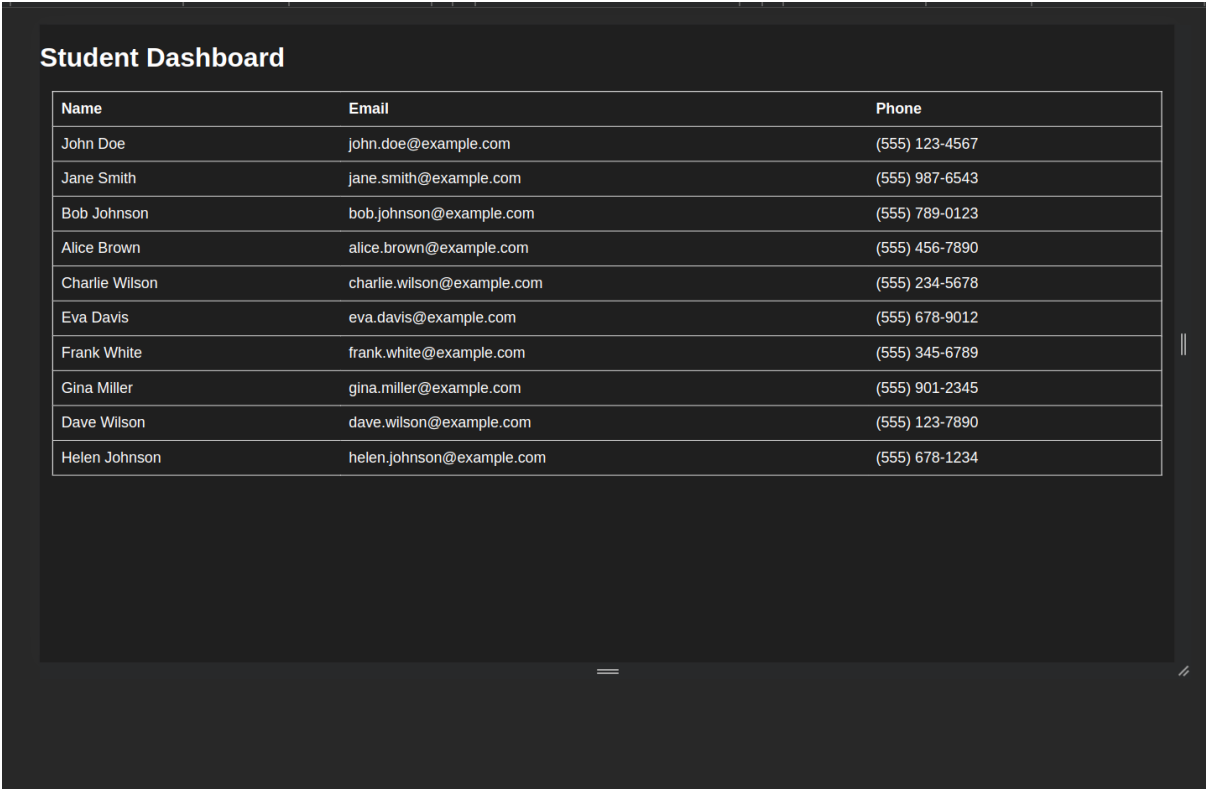 Student Dashboard
Name Email Phone
John Doe john.doe@example.com (555) 123-4567
Jane Smith jane.smith@example.com (555) 987-6543
Bob Johnson bob.johnson@example.com (555) 789-0123
Alice Brown alice.brown@example.com (555) 456-7890
Charlie Wilson charlie.wilson@example.com (555) 234-5678
Eva Davis eva.davis@example.com (555) 678-9012
Frank White frank.white@example.com (555) 345-6789
Gina Miller gina.miller@example.com (555) 901-2345
Dave Wilson dave.wilson@example.com (555) 123-7890
Helen Johnson helen.johnson@example.com (555) 678-1234